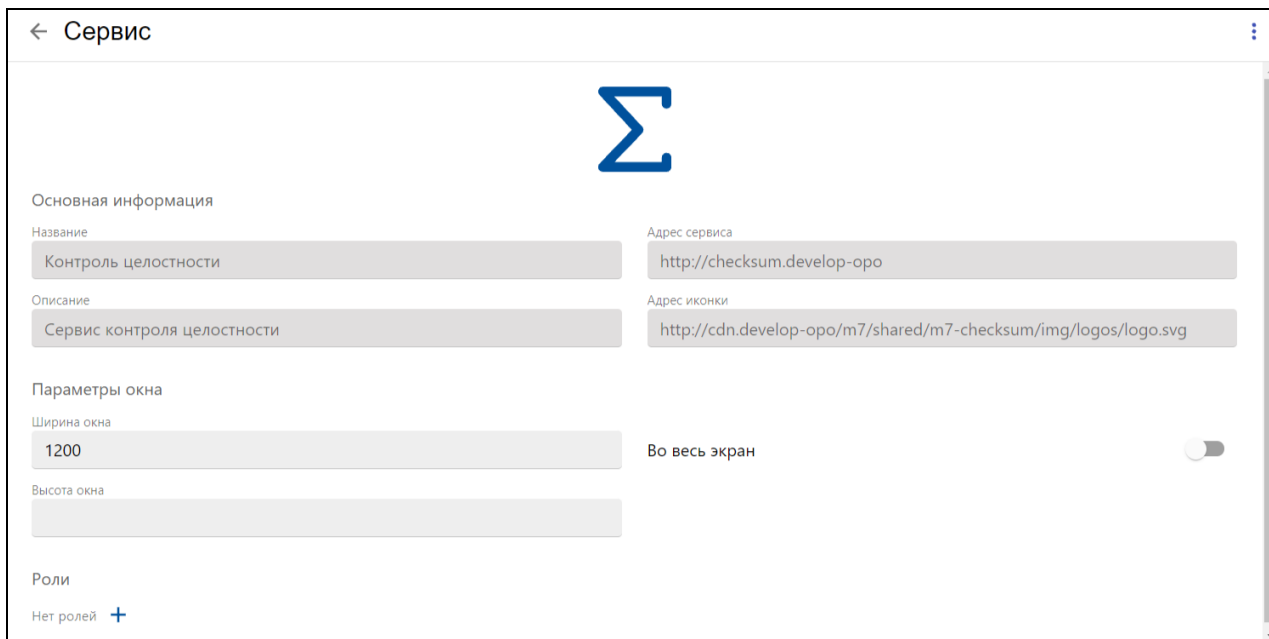 Сервис
Основная информация
Название
Контроль целостности
Адрес сервиса
http://checksum.develop-opo
Описание
Сервис контроля целостности
Адрес иконки
http://cdn.develop-opo/m7/shared/m7-checksum/img/logos/logo.svg
Параметры окна
Ширина окна
1200
Во весь экран
Высота окна
Роли
Нет ролей +